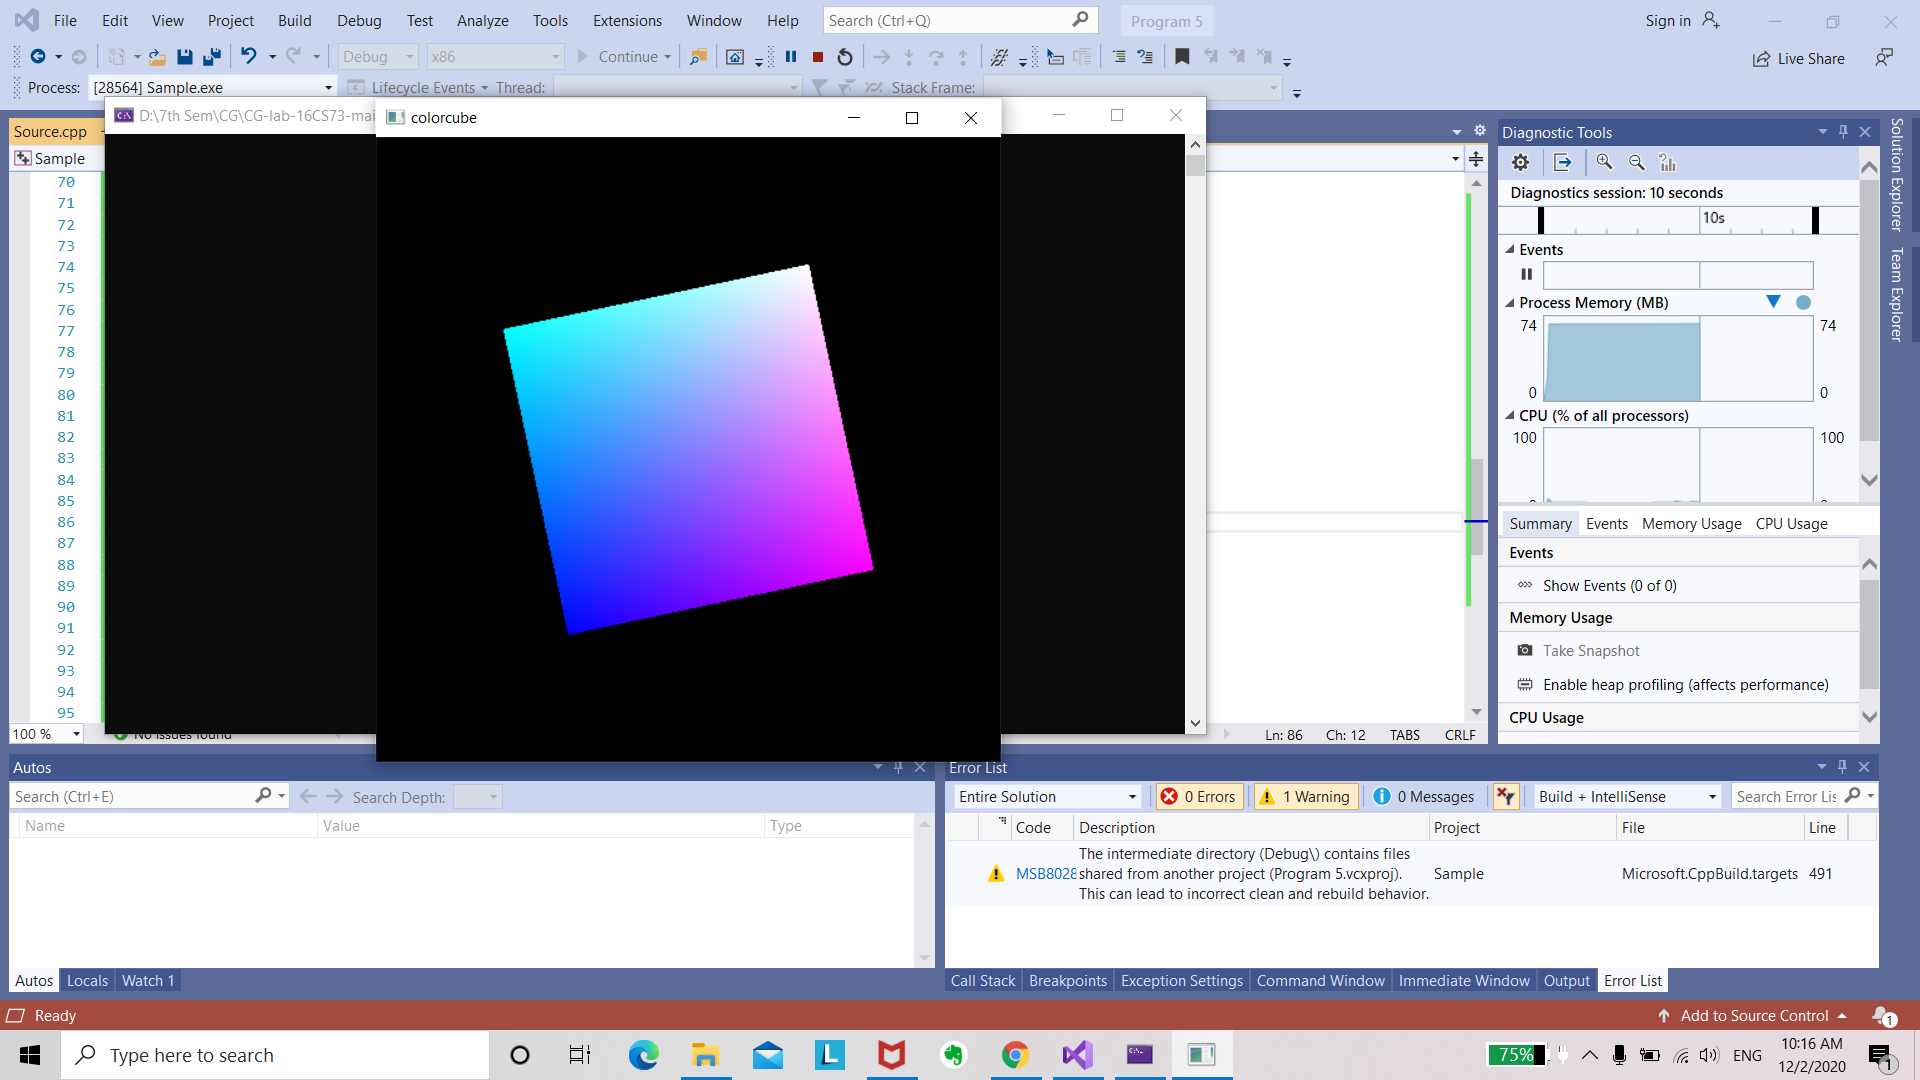 File Edit View Project Build Debug Test Analyze Tools Extensions Window Help Search (Ctrl+Q) Program 5 Sign in
Debug x86 Continue Live Share
Process: [28564] Sample.exe Lifecycle Events Thread: Stack Frame:
D:\7th Sem\CG\CG-lab-16CS73-mai
colorcube
Source.cpp
Sample
70
71
72
73
74
75
76
77
78
79
80
81
82
83
84
85
86
87
88
89
90
91
92
93
94
95
100 % No issues found Ln: 86 Ch: 12 TABS CRLF
Diagnostic Tools
Diagnostics session: 10 seconds
10s
Events
Process Memory (MB)
74 74
0 0
CPU (% of all processors)
100 100
Summary Events Memory Usage CPU Usage
Events
Show Events (0 of 0)
Memory Usage
Take Snapshot
Enable heap profiling (affects performance)
CPU Usage
Solution Explorer
Team Explorer
Autos
Search (Ctrl+E) Search Depth:
Name Value Type
Autos Locals Watch 1
Error List
Entire Solution 0 Errors 1 Warning 0 Messages Build + IntelliSense Search Error Lis
Code Description Project File Line
MSB8028 The intermediate directory (Debug\) contains files
shared from another project (Program 5.vcxproj). Sample Microsoft.CppBuild.targets 491
This can lead to incorrect clean and rebuild behavior.
Call Stack Breakpoints Exception Settings Command Window Immediate Window Output Error List
Ready Add to Source Control 1
Type here to search 75% ENG 10:16 AM
12/2/2020 1